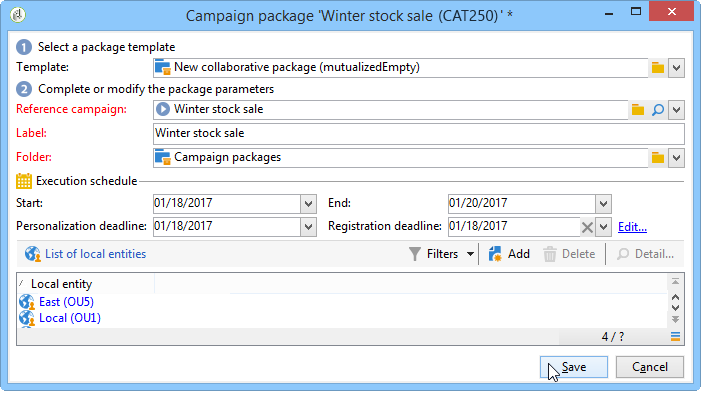 Campaign package 'Winter stock sale (CAT250)' *
1 Select a package template
Template: New collaborative package (mutualizedEmpty)
2 Complete or modify the package parameters
Reference campaign: Winter stock sale
Label: Winter stock sale
Folder: Campaign packages
Execution schedule
Start: 01/18/2017 End: 01/20/2017
Personalization deadline: 01/18/2017 Registration deadline: 01/18/2017 Edit...
List of local entities Filters Add Delete Detail...
Local entity
East (OU5)
Local (OU1)
4 / ?
Save Cancel